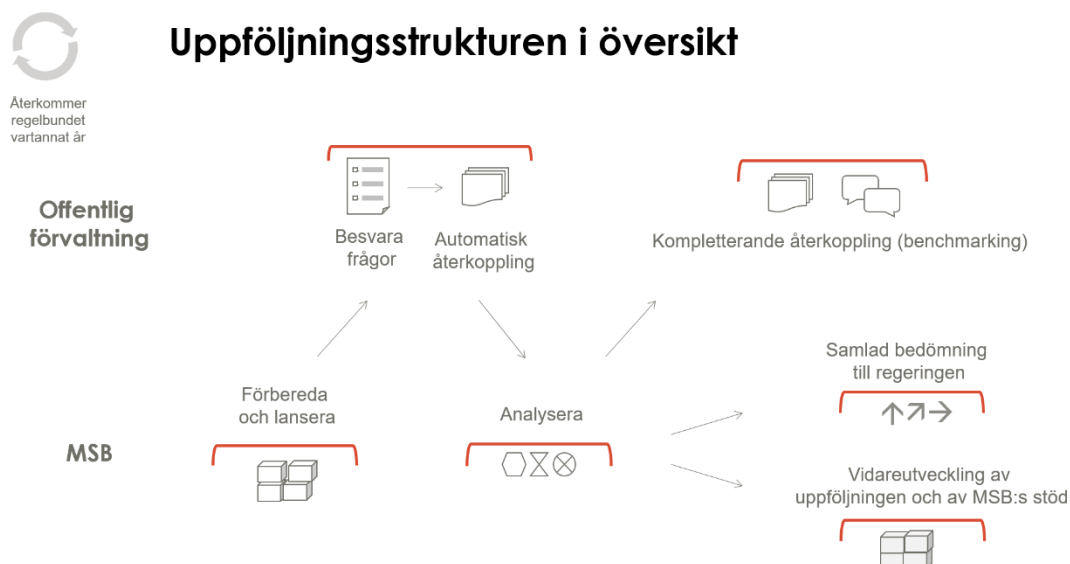 Uppföljningsstrukturen i översikt
Återkommer
regelbundet
vartannat år
Offentlig
förvaltning
Besvara
frågor
Automatisk
återkoppling
Kompletterande återkoppling (benchmarking)
MSB
Förbereda
och lansera
Analysera
Samlad bedömning
till regeringen
Vidareutveckling av
uppföljningen och av MSB:s stöd